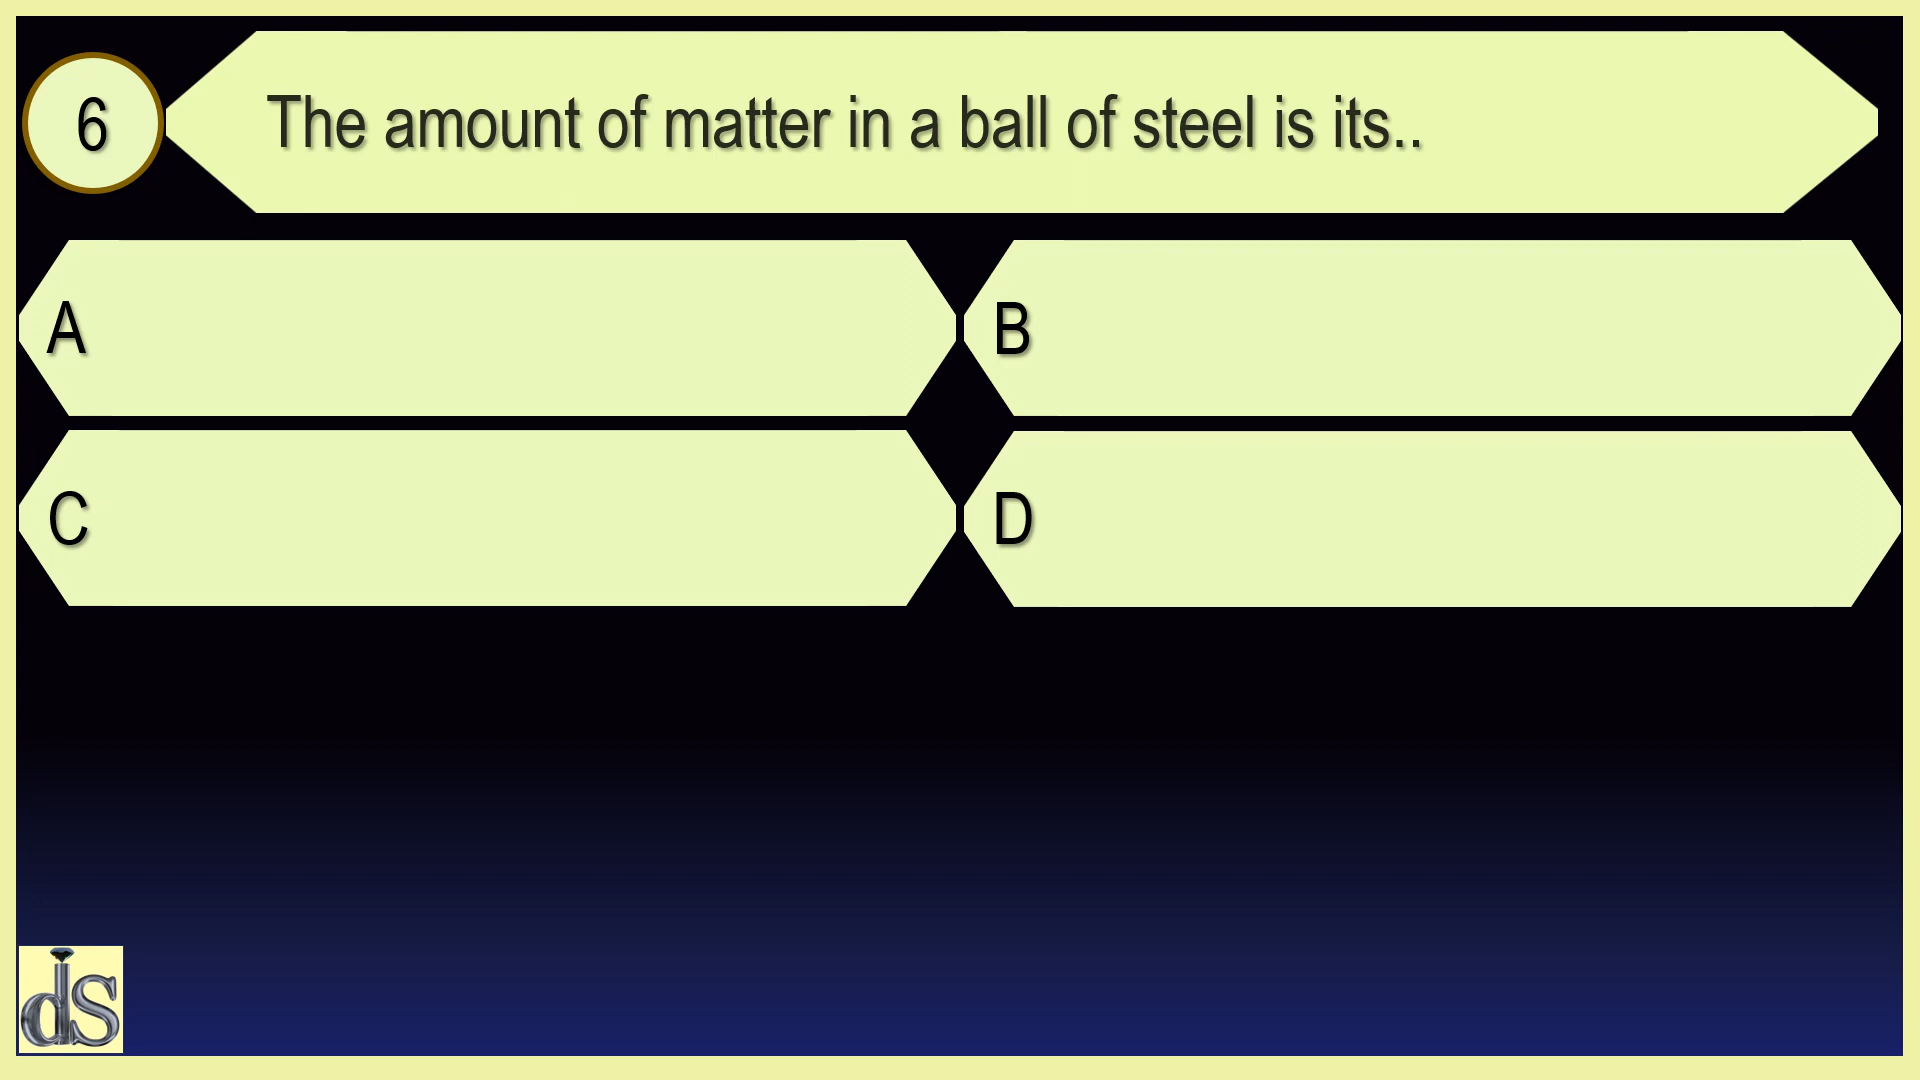 6
The amount of matter in a ball of steel is its..
A
B
C
D
ds